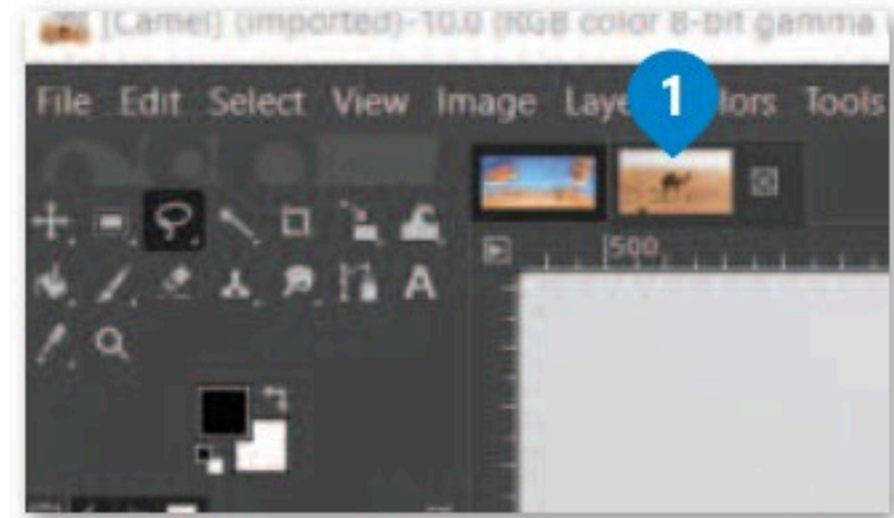 [Camel] (imported)-10.0 (RGB color 8-bit gamma
File Edit Select View Image Laye lors Tools
1
500
A